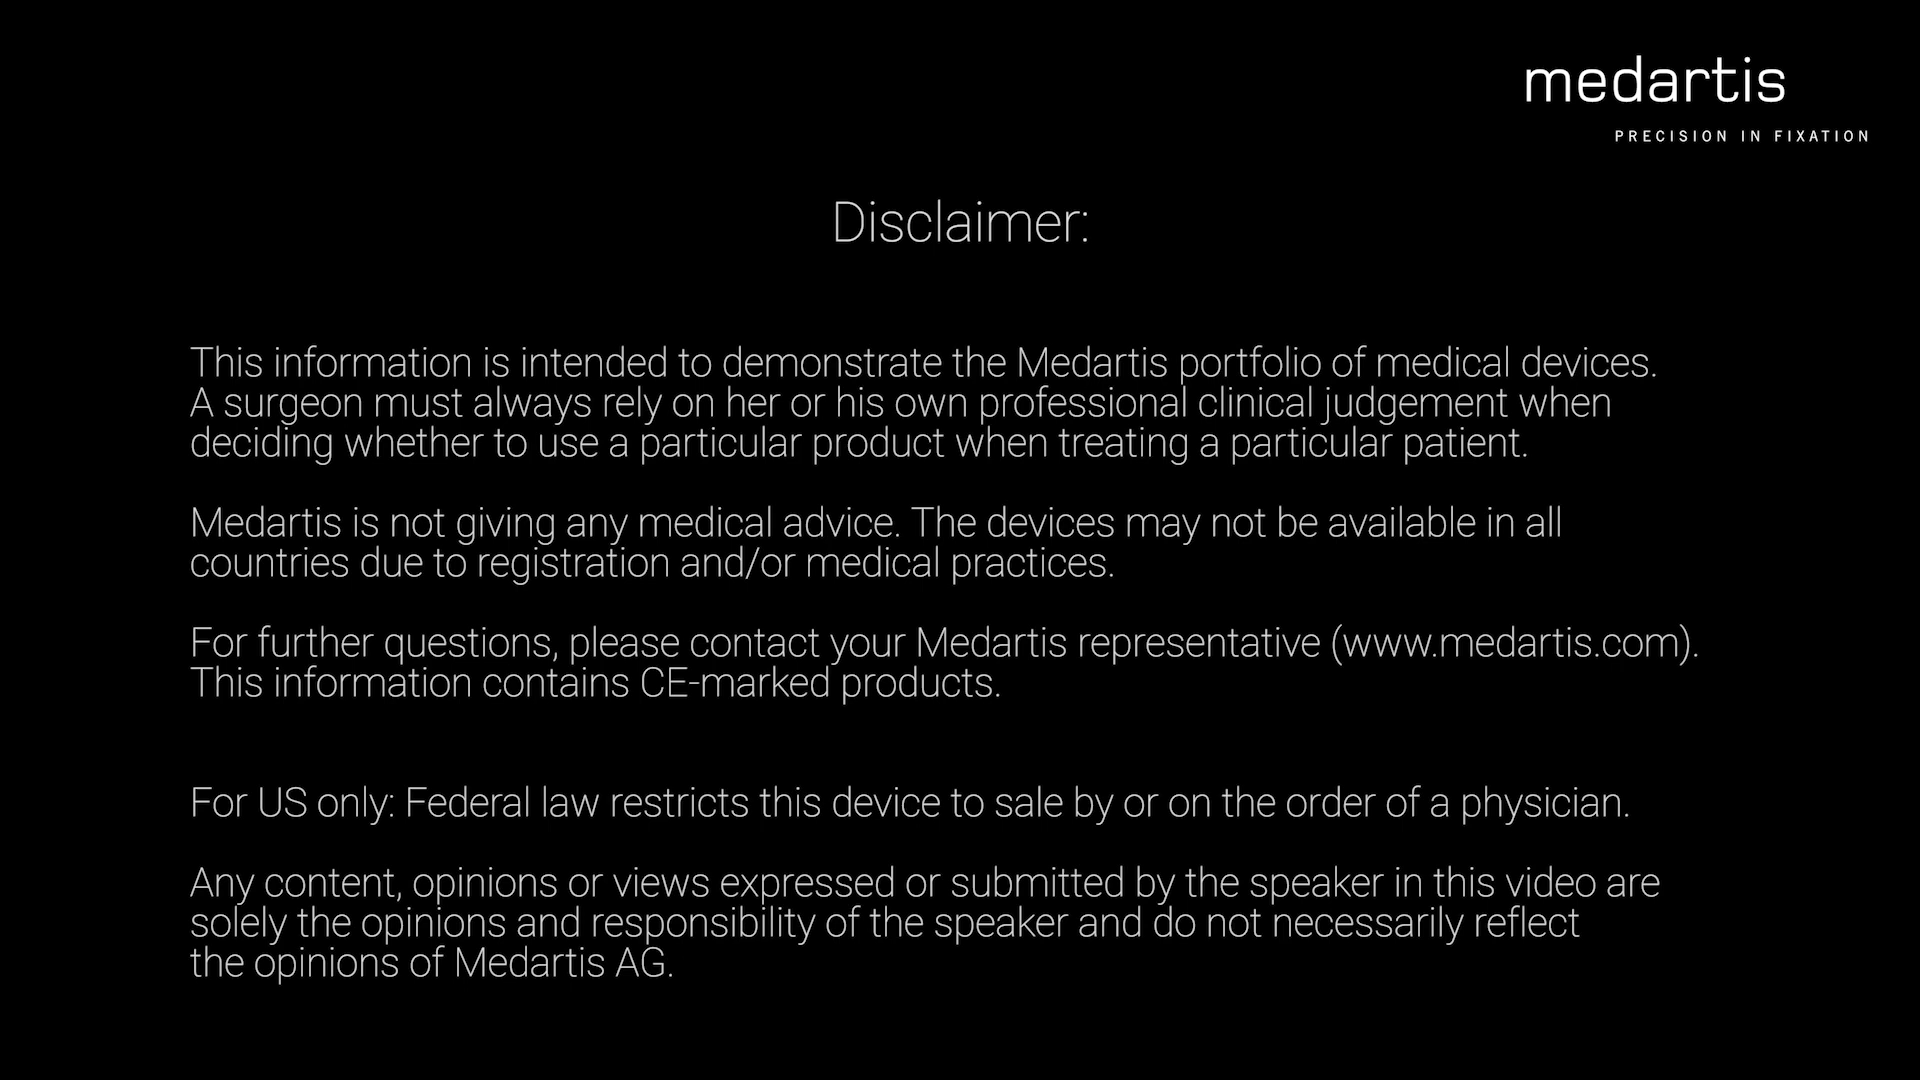 medartis
PRECISION IN FIXATION
Disclaimer:
This information is intended to demonstrate the Medartis portfolio of medical devices.
A surgeon must always rely on her or his own professional clinical judgement when
deciding whether to use a particular product when treating a particular patient.
Medartis is not giving any medical advice. The devices may not be available in all
countries due to registration and/or medical practices.
For further questions, please contact your Medartis representative (www.medartis.com).
This information contains CE-marked products.
For US only: Federal law restricts this device to sale by or on the order of a physician.
Any content, opinions or views expressed or submitted by the speaker in this video are
solely the opinions and responsibility of the speaker and do not necessarily reflect
the opinions of Medartis AG.